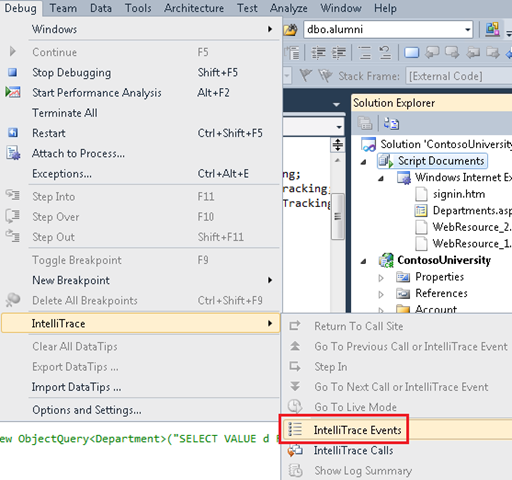 Debug Team Data Tools Architecture Test Analyze Window Help
Windows
dbo.alumni
Continue F5
Stop Debugging Shift+F5
Stack Frame: [External Code]
Start Performance Analysis Alt+F2
Solution Explorer
Terminate All
Restart Ctrl+Shift+F5
Solution 'ContosoUniversity
Attach to Process...
Script Documents
Exceptions... Ctrl+Alt+E
ng;
Windows Internet Ex
Step Into F11
racking,
signin.htm
Tracking
Departments.asp
Step Over F10
WebResource_2.
Step Out Shift+F11
WebResource_1.
Toggle Breakpoint F9
ContosoUniversity
New Breakpoint
Properties
Delete All Breakpoints Ctrl+Shift+F9
References
Account
IntelliTrace
Return To Call Site
Clear All DataTips
Go To Previous Call or IntelliTrace Event
Export DataTips ...
Step In
Import DataTips ...
Go To Next Call or IntelliTrace Event
Options and Settings...
Go To Live Mode
IntelliTrace Events
ew ObjectQuery<Department>("SELECT VALUE d
IntelliTrace Calls
Show Log Summary